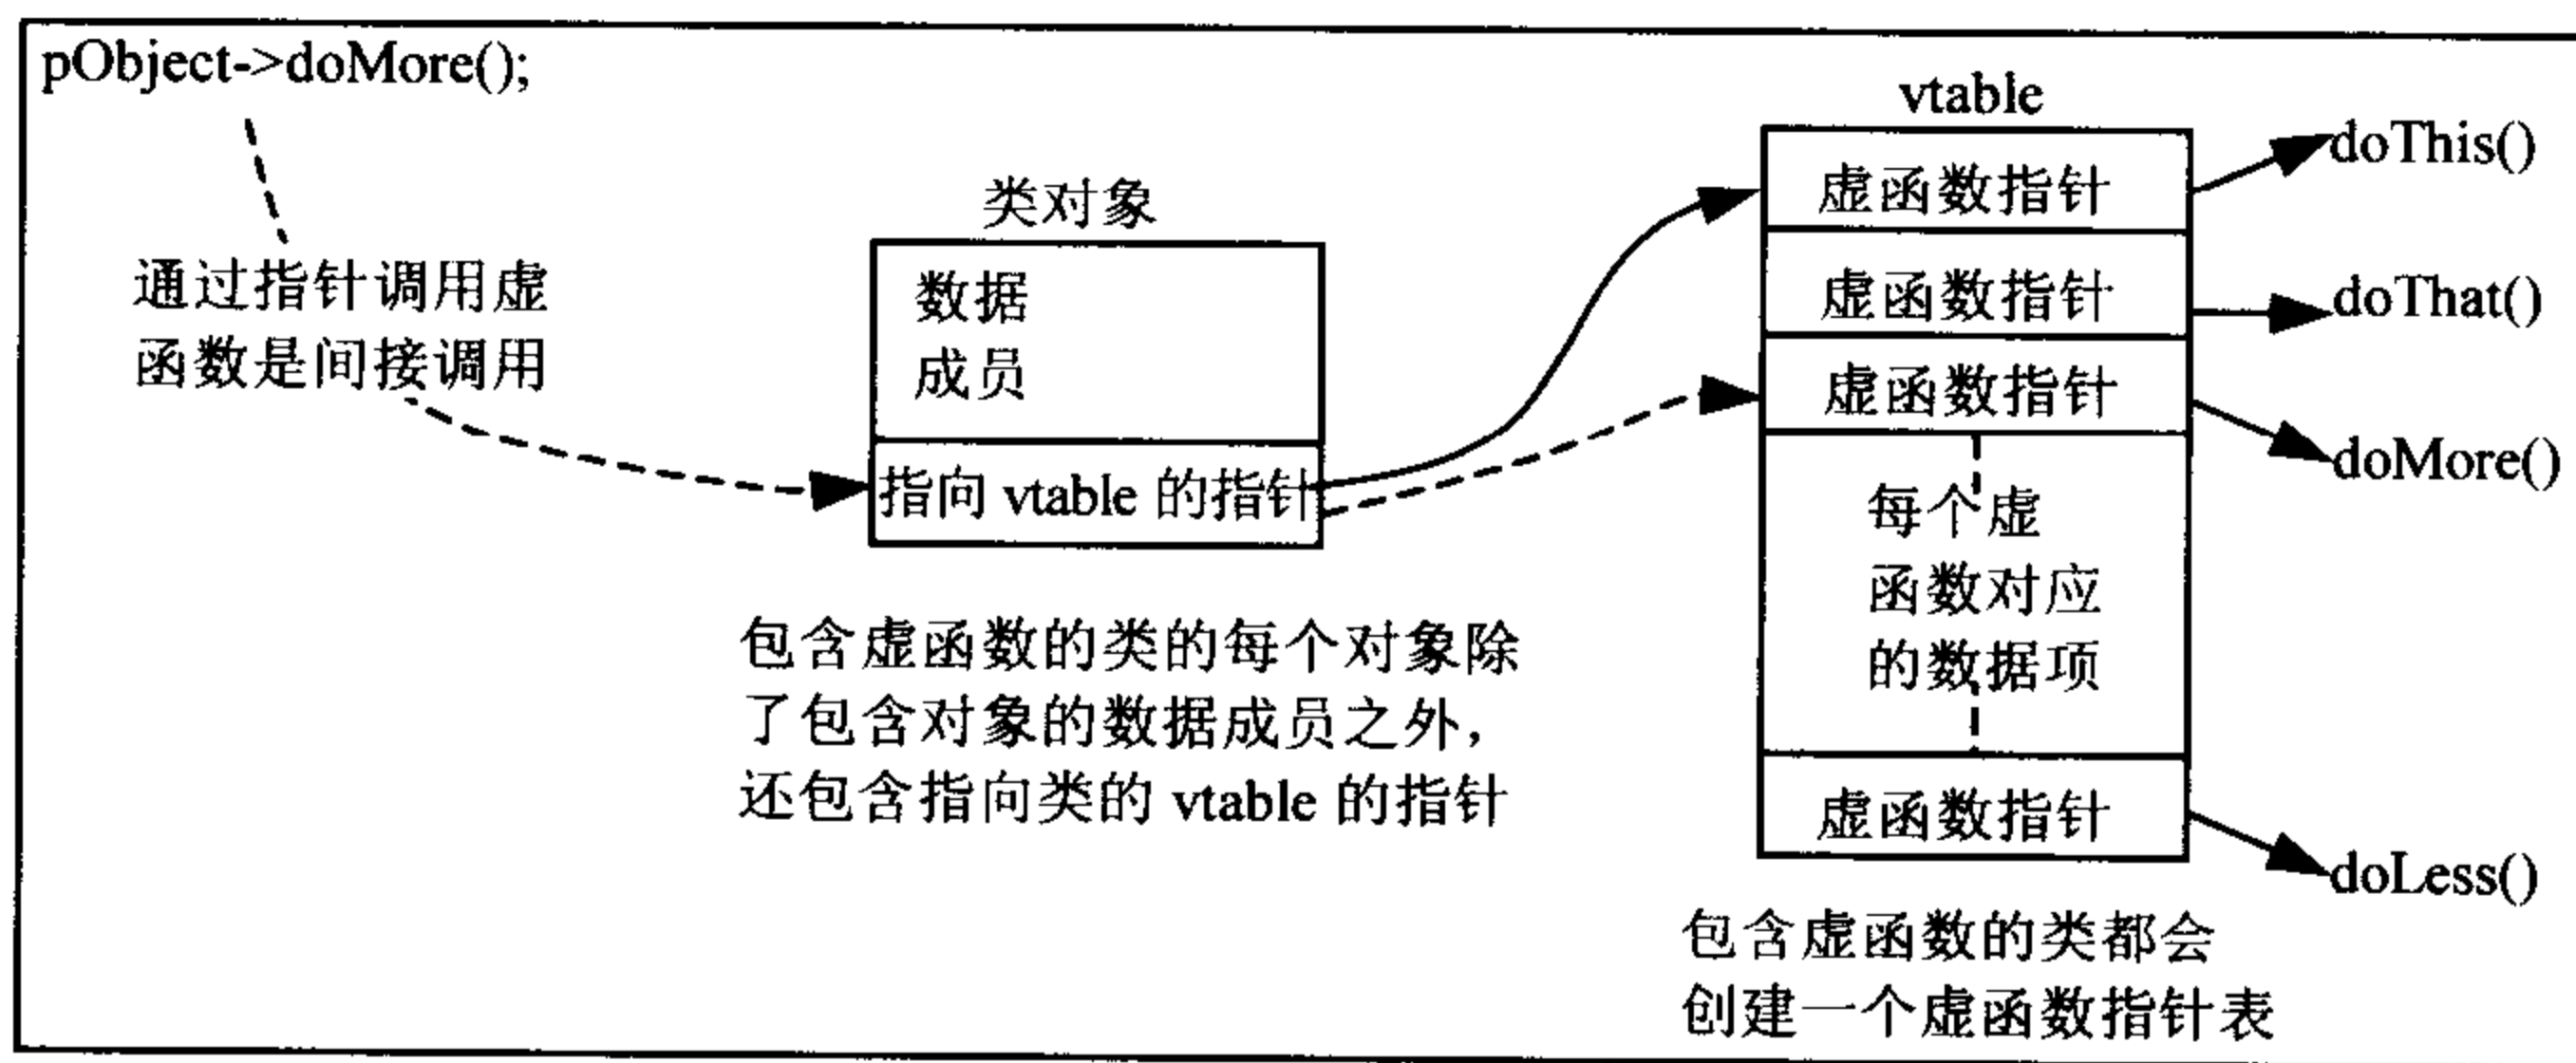 pObject->doMore();
通过指针调用虚
函数是间接调用
类对象
数据
成员
指向 vtable 的指针
包含虚函数的类的每个对象除
了包含对象的数据成员之外，
还包含指向类的 vtable 的指针
vtable
虚函数指针
doThis()
虚函数指针
doThat()
虚函数指针
doMore()
每个虚
函数对应
的数据项
虚函数指针
doLess()
包含虚函数的类都会
创建一个虚函数指针表